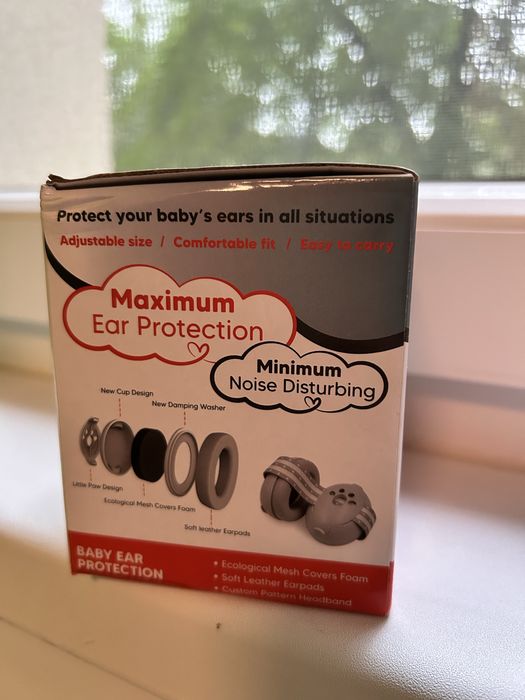 Protect your baby's ears in all situations
Adjustable size / Comfortable fit / Easy to carry
Maximum
Ear Protection
Minimum
Noise Disturbing
New Cup Design
New Damping Washer
Little Paw Design
Ecological Mesh Covers Foam
Soft leather Earpads
BABY EAR
PROTECTION
• Ecological Mesh Covers Foam
• Soft Leather Earpads
• Custom Pattern Headband